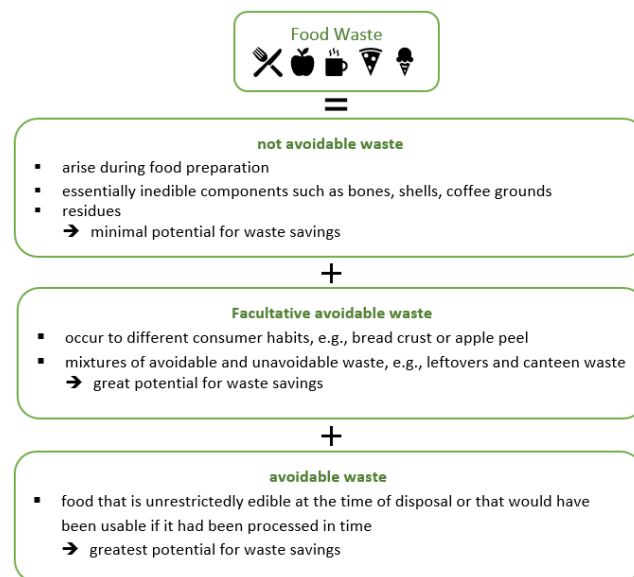 Food Waste
=
not avoidable waste
▪ arise during food preparation
▪ essentially inedible components such as bones, shells, coffee grounds
▪ residues
➔ minimal potential for waste savings
+
Facultative avoidable waste
▪ occur to different consumer habits, e.g., bread crust or apple peel
▪ mixtures of avoidable and unavoidable waste, e.g., leftovers and canteen waste
➔ great potential for waste savings
+
avoidable waste
▪ food that is unrestrictedly edible at the time of disposal or that would have
been usable if it had been processed in time
➔ greatest potential for waste savings